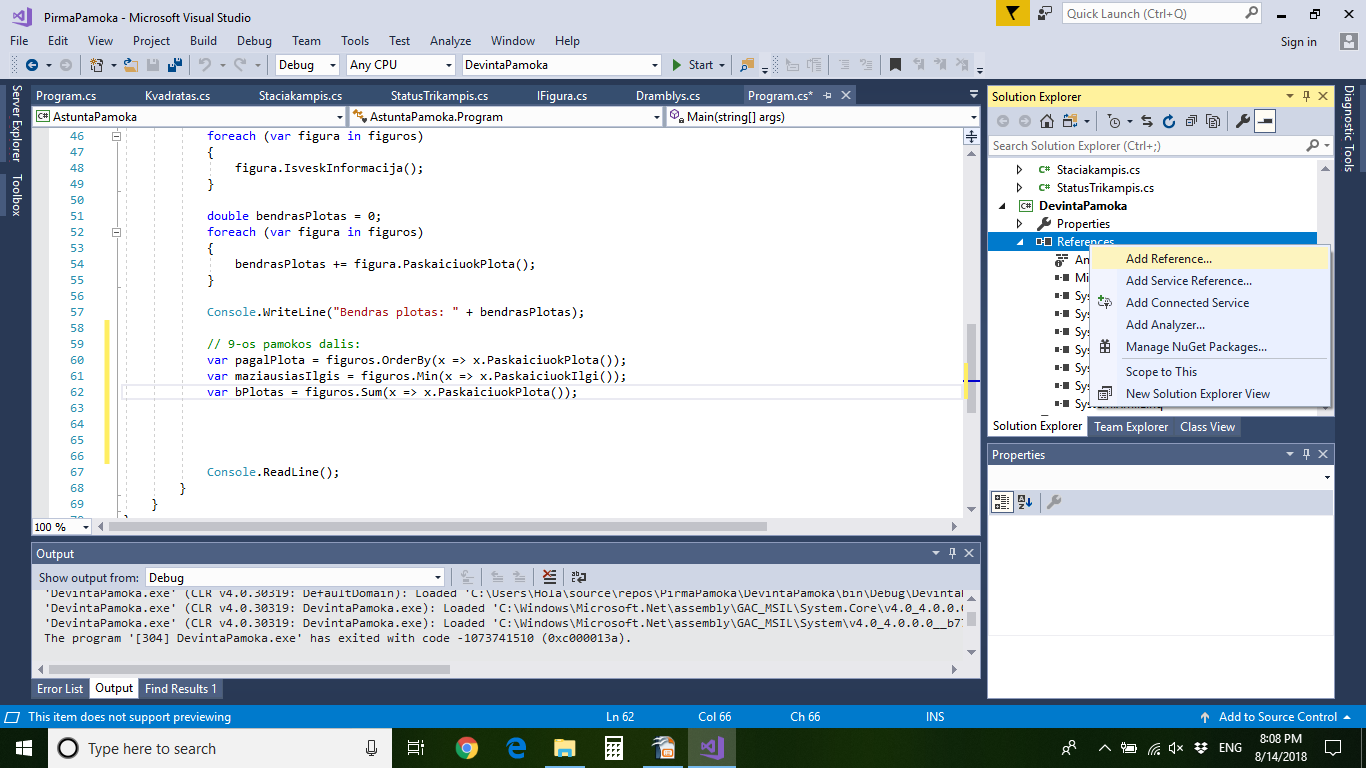 PirmaPamoka - Microsoft Visual Studio
Quick Launch (Ctrl+Q)
File Edit View Project Build Debug Team Tools Test Analyze Window Help
Sign in
Debug Any CPU DevintaPamoka Start
Server Explorer
Toolbox
Program.cs Kvadratas.cs Staciakampis.cs StatusTrikampis.cs IFigura.cs Dramblys.cs Program.cs*
AstuntaPamoka AstuntaPamoka.Program Main(string[] args)
46 foreach (var figura in figuros)
47 {
48 figura.IsveskInformacija();
49 }
50
51 double bendrasPlotas = 0;
52 foreach (var figura in figuros)
53 {
54 bendrasPlotas += figura.PaskaiciuokPlota();
55 }
56
57 Console.WriteLine("Bendras plotas: " + bendrasPlotas);
58
59 // 9-os pamokos dalis:
60 var pagalPlota = figuros.OrderBy(x => x.PaskaiciuokPlota());
61 var maziausiasIlgis = figuros.Min(x => x.PaskaiciuokIlgi());
62 var bPlotas = figuros.Sum(x => x.PaskaiciuokPlota());
63
64
65
66
67 Console.ReadLine();
68 }
69 }
100 %
Output
Show output from: Debug
'DevintaPamoka.exe' (CLR v4.0.30319: DefaultDomain): Loaded 'C:\Users\Hola\source\repos\PirmaPamoka\DevintaPamoka\bin\Debug\Devinta
'DevintaPamoka.exe' (CLR v4.0.30319: DevintaPamoka.exe): Loaded 'C:\Windows\Microsoft.Net\assembly\GAC_MSIL\System.Core\v4.0_4.0.0.
'DevintaPamoka.exe' (CLR v4.0.30319: DevintaPamoka.exe): Loaded 'C:\Windows\Microsoft.Net\assembly\GAC_MSIL\System\v4.0_4.0.0.0__b7
The program '[304] DevintaPamoka.exe' has exited with code -1073741510 (0xc000013a).
Error List Output Find Results 1
Solution Explorer
Search Solution Explorer (Ctrl+;)
Staciakampis.cs
StatusTrikampis.cs
DevintaPamoka
Properties
References
An
Mi
Sys
Sys
Sys
Sys
Sys
Sys
Add Reference...
Add Service Reference...
Add Connected Service
Add Analyzer...
Manage NuGet Packages...
Scope to This
New Solution Explorer View
Solution Explorer Team Explorer Class View
Properties
Diagnostic Tools
This item does not support previewing Ln 62 Col 66 Ch 66 INS Add to Source Control
Type here to search
ENG
8:08 PM
8/14/2018